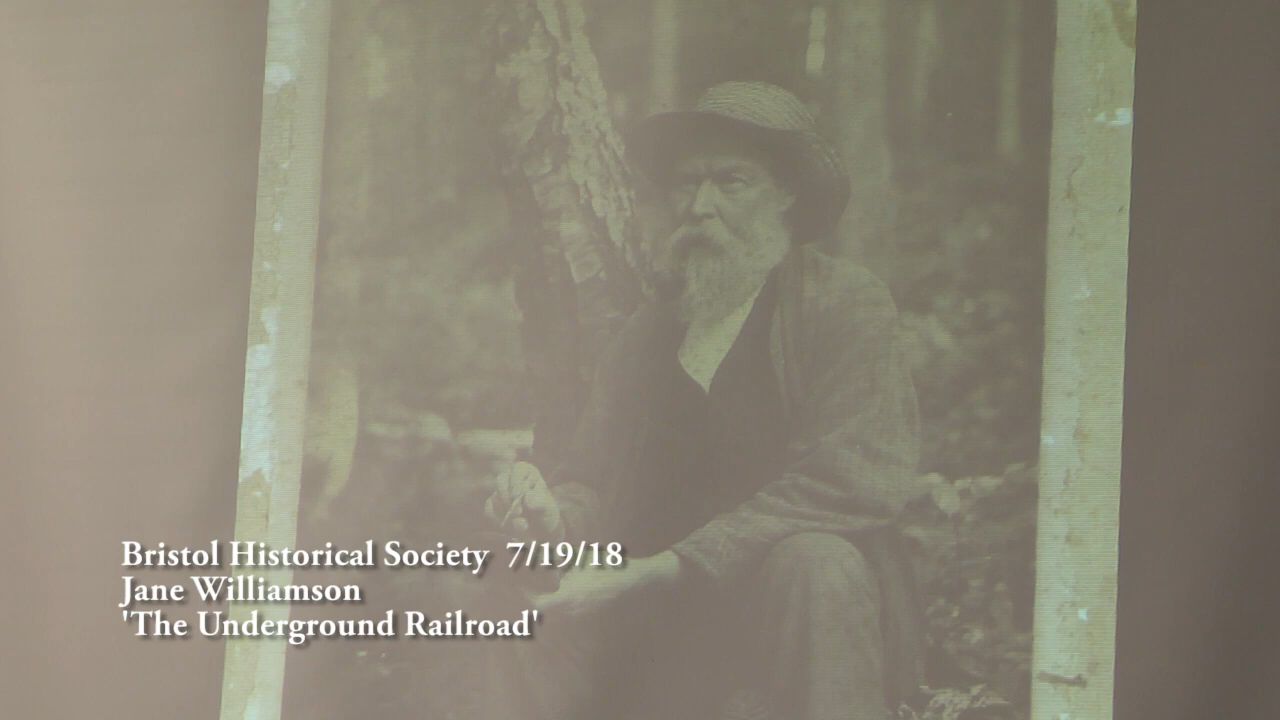 Bristol Historical Society 7/19/18
Jane Williamson
'The Underground Railroad'